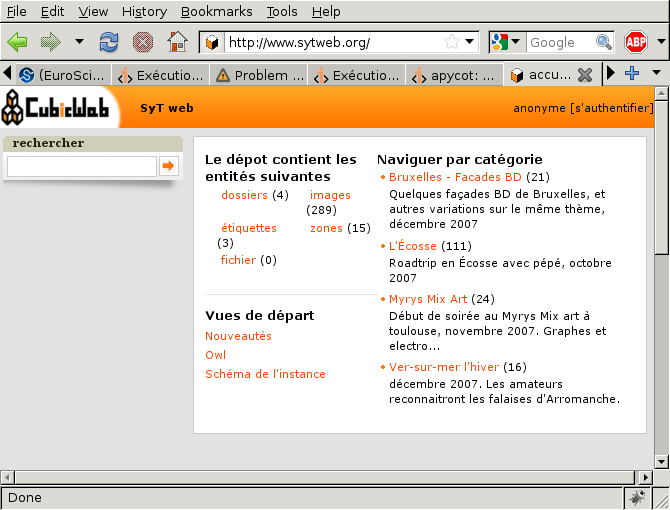 File Edit View History Bookmarks Tools Help
http://www.sytweb.org/
Google
ABP
(EuroSci...
Exécutio...
Problem ...
Exécutio...
apycot: ...
accu...
CubicWeb
SyT web
anonyme [s'authentifier]
rechercher
Le dépot contient les
entités suivantes
dossiers (4)
images
(289)
étiquettes
(3)
zones (15)
fichier (0)
Vues de départ
Nouveautés
Owl
Schéma de l'instance
Naviguer par catégorie
Bruxelles - Facades BD (21)
Quelques façades BD de Bruxelles, et
autres variations sur le même thème,
décembre 2007
L'Écosse (111)
Roadtrip en Écosse avec pépé, octobre
2007
Myrys Mix Art (24)
Début de soirée au Myrys Mix art à
toulouse, novembre 2007. Graphes et
electro...
Ver-sur-mer l'hiver (16)
décembre 2007. Les amateurs
reconnaitront les falaises d'Arromanche.
Done